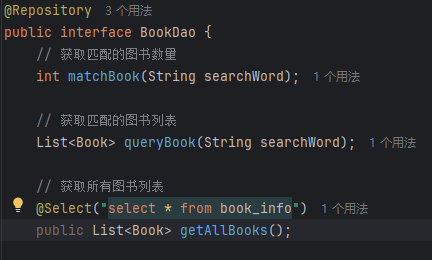 @Repository 3 个用法
public interface BookDao {
// 获取匹配的图书数量
int matchBook(String searchWord); 1 个用法
// 获取匹配的图书列表
List<Book> queryBook(String searchWord); 1 个用法
// 获取所有图书列表
@Select("select * from book_info") 1 个用法
public List<Book> getAllBooks();